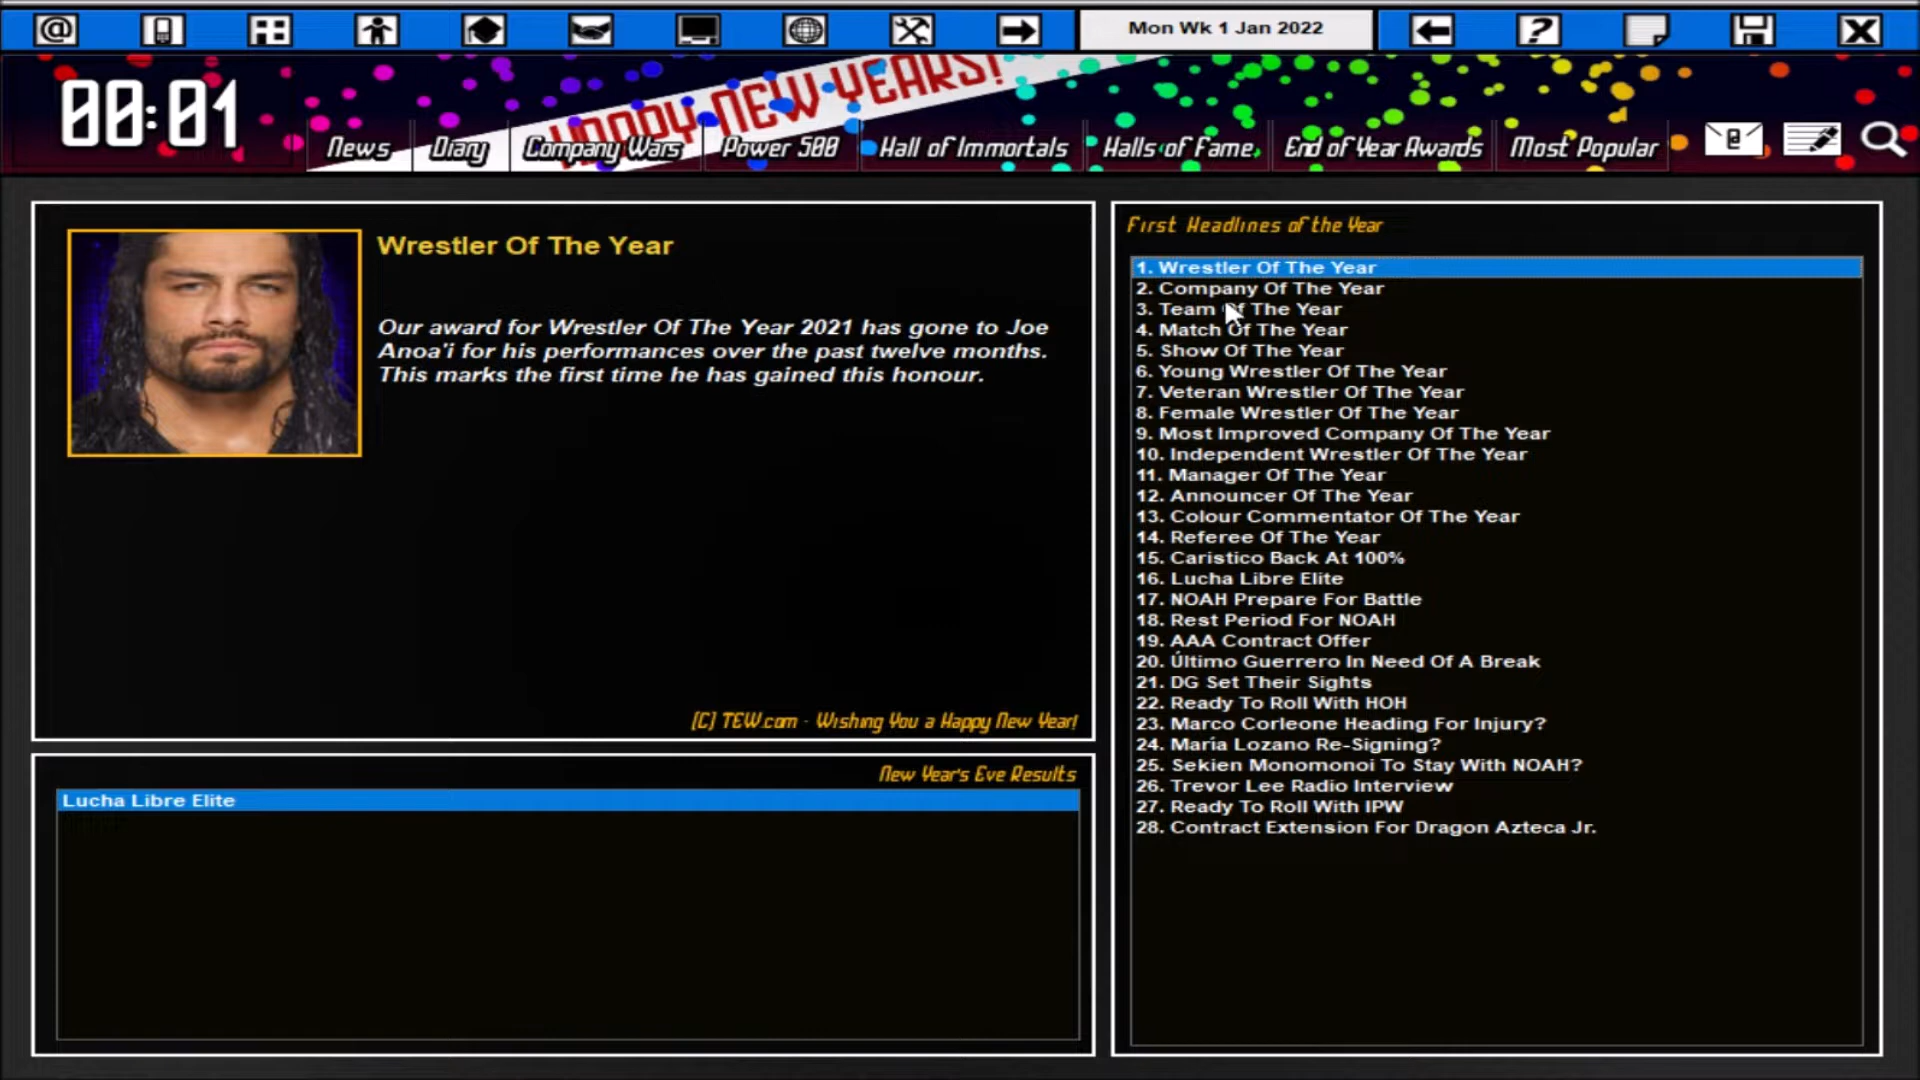 @
Mon Wk 1 Jan 2022
?
X
00:01
HAPPY NEW YEARS!
News
Diary
Company Wars
Power 500
Hall of Immortals
Halls of Fame
End of Year Awards
Most Popular
@
Wrestler Of The Year
Our award for Wrestler Of The Year 2021 has gone to Joe
Anoa'i for his performances over the past twelve months.
This marks the first time he has gained this honour.
(C) TEW.com - Wishing You a Happy New Year!
New Year's Eve Results
Lucha Libre Elite
First Headlines of the Year
1. Wrestler Of The Year
2. Company Of The Year
3. Team Of The Year
4. Match Of The Year
5. Show Of The Year
6. Young Wrestler Of The Year
7. Veteran Wrestler Of The Year
8. Female Wrestler Of The Year
9. Most Improved Company Of The Year
10. Independent Wrestler Of The Year
11. Manager Of The Year
12. Announcer Of The Year
13. Colour Commentator Of The Year
14. Referee Of The Year
15. Caristico Back At 100%
16. Lucha Libre Elite
17. NOAH Prepare For Battle
18. Rest Period For NOAH
19. AAA Contract Offer
20. Último Guerrero In Need Of A Break
21. DG Set Their Sights
22. Ready To Roll With HOH
23. Marco Corleone Heading For Injury?
24. María Lozano Re-Signing?
25. Sekien Monomonoi To Stay With NOAH?
26. Trevor Lee Radio Interview
27. Ready To Roll With IPW
28. Contract Extension For Dragon Azteca Jr.